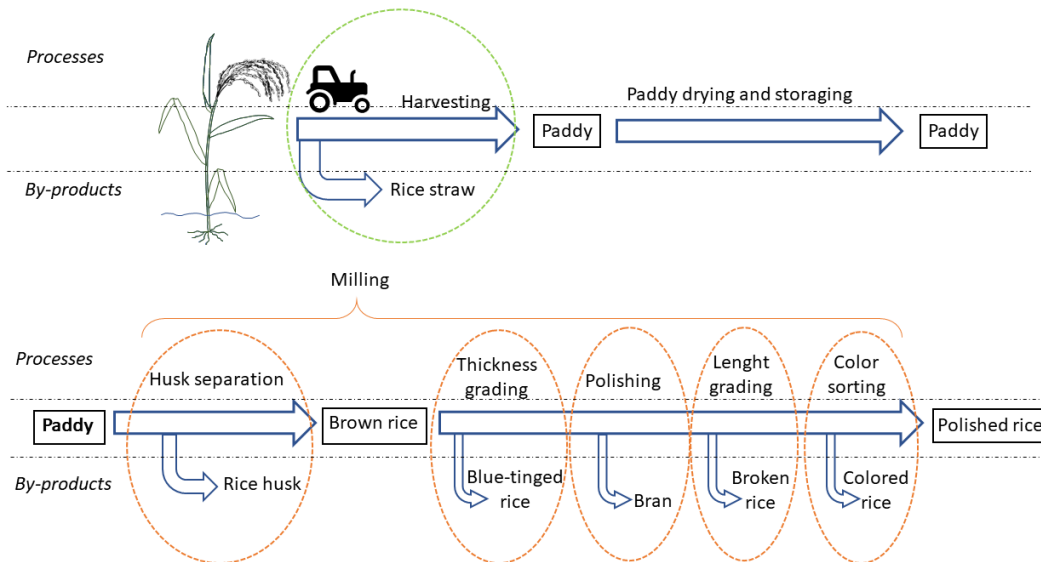 Processes
Harvesting
Paddy drying and storaging
Paddy
Paddy
By-products
Rice straw
Milling
Processes
Husk separation
Thickness
grading
Polishing
Lenght
grading
Color
sorting
Paddy
Brown rice
Polished rice
By-products
Rice husk
Blue-tinged
rice
Bran
Broken
rice
Colored
rice